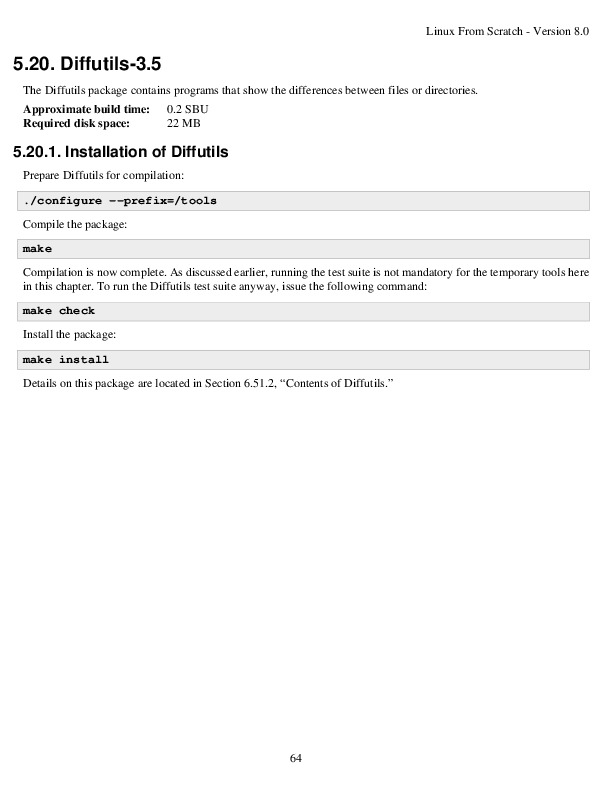 Linux From Scratch - Version 8.0
5.20. Diffutils-3.5
The Diffutils package contains programs that show the differences between files or directories.
Approximate build time: 0.2 SBU
Required disk space: 22 MB
5.20.1. Installation of Diffutils
Prepare Diffutils for compilation:
./configure --prefix=/tools
Compile the package:
make
Compilation is now complete. As discussed earlier, running the test suite is not mandatory for the temporary tools here
in this chapter. To run the Diffutils test suite anyway, issue the following command:
make check
Install the package:
make install
Details on this package are located in Section 6.51.2, “Contents of Diffutils.”
64